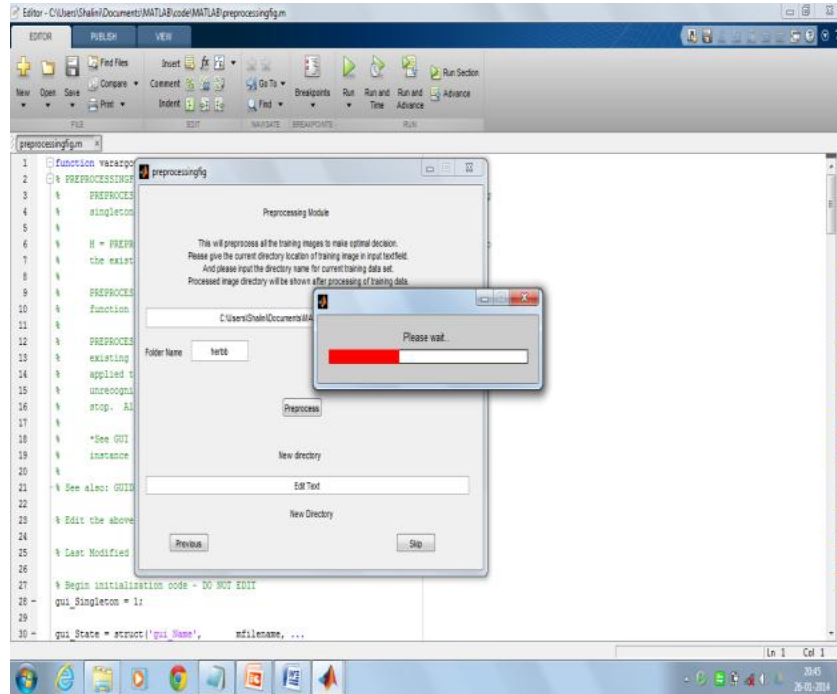 Editor - C:\Users\Shalini\Documents\MATLAB\code\MATLAB\preprocessingfig.m
EDITOR PUBLISH VIEW
New Open Save Find Files Compare Print
Insert Comment Indent
Go To Find
Breakpoints Run Run and Time Run and Advance Run Section Advance
FILE EDIT NAVIGATE BREAKPOINTS RUN
preprocessingfig.m ×
1 function varargo
2 % PREPROCESSINGF
3 % PREPROCES
4 % singleton
5 %
6 % H = PREPR
7 % the exist
8 %
9 % PREPROCES
10 % function
11 %
12 % PREPROCES
13 % existing
14 % applied t
15 % unrecogni
16 % stop. Al
17 %
18 % *See GUI
19 % instance
20 %
21 % See also: GUID
22
23 % Edit the above
24
25 % Last Modified
26
27 % Begin initialization code - DO NOT EDIT
28 - gui_Singleton = 1;
29
30 - gui_State = struct('gui_Name', mfilename, ...
preprocessingfig
Preprocessing Module
This will preprocess all the training images to make optimal decision.
Please give the current directory location of training image in input textfield.
And please input the directory name for current training data set.
Processed image directory will be shown after processing of training data.
C:\Users\Shalini\Documents\MA
Folder Name herbb
Preprocess
New directory
Edit Text
New Directory
Previous Skip
Please wait..
Ln 1 Col 1
20:45
26-01-2014